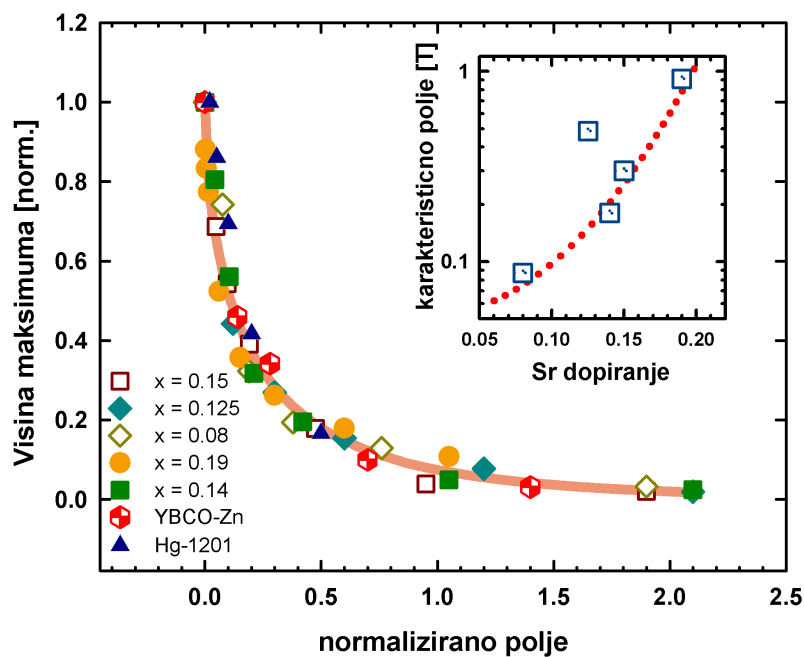 1.2
1.0
0.8
0.6
0.4
0.2
0.0
Visina maksimuma [norm.]
0.0 0.5 1.0 1.5 2.0 2.5
normalizirano polje
x = 0.15
x = 0.125
x = 0.08
x = 0.19
x = 0.14
YBCO-Zn
Hg-1201
karakteristicno polje [T]
1
0.1
0.05 0.10 0.15 0.20
Sr dopiranje